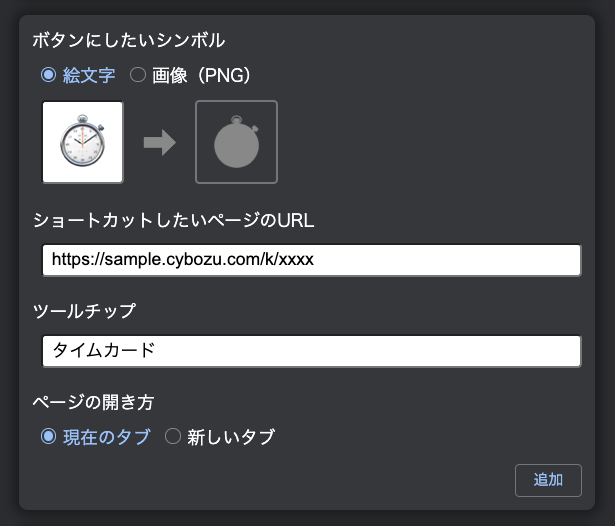 ボタンにしたいシンボル
絵文字 画像（PNG）
ショートカットしたいページのURL
https://sample.cybozu.com/k/xxxx
ツールチップ
タイムカード
ページの開き方
現在のタブ 新しいタブ
追加